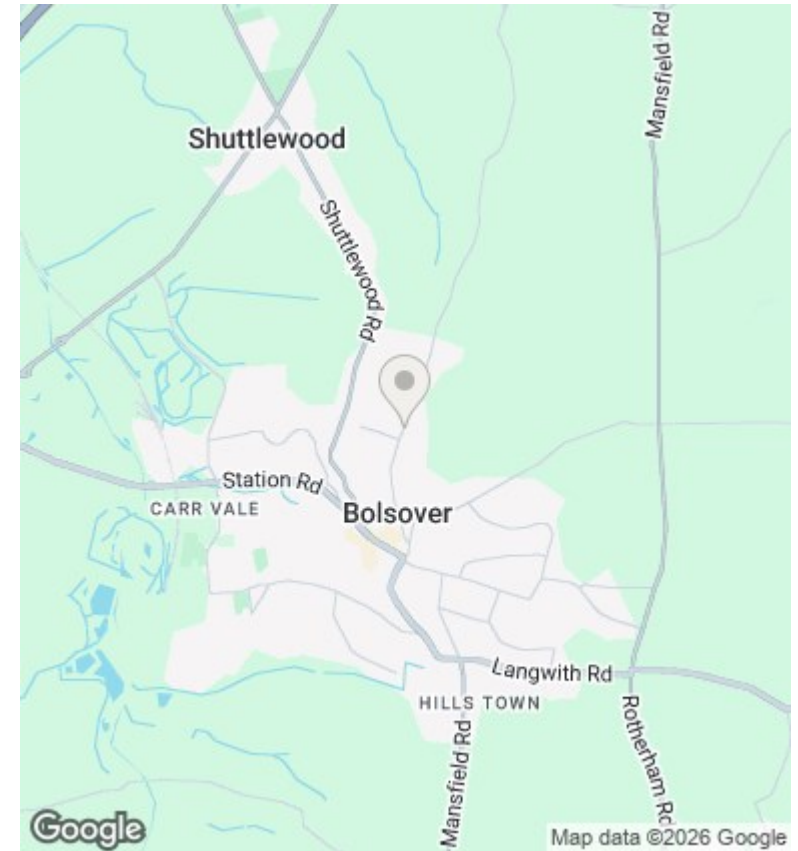 Mansfield Rd
Shuttlewood
Shuttlewood Rd
Station Rd
CARR VALE
Bolsover
Langwith Rd
HILLS TOWN
Mansfield Rd
Rotherham Rd
Google
Map data ©2026 Google